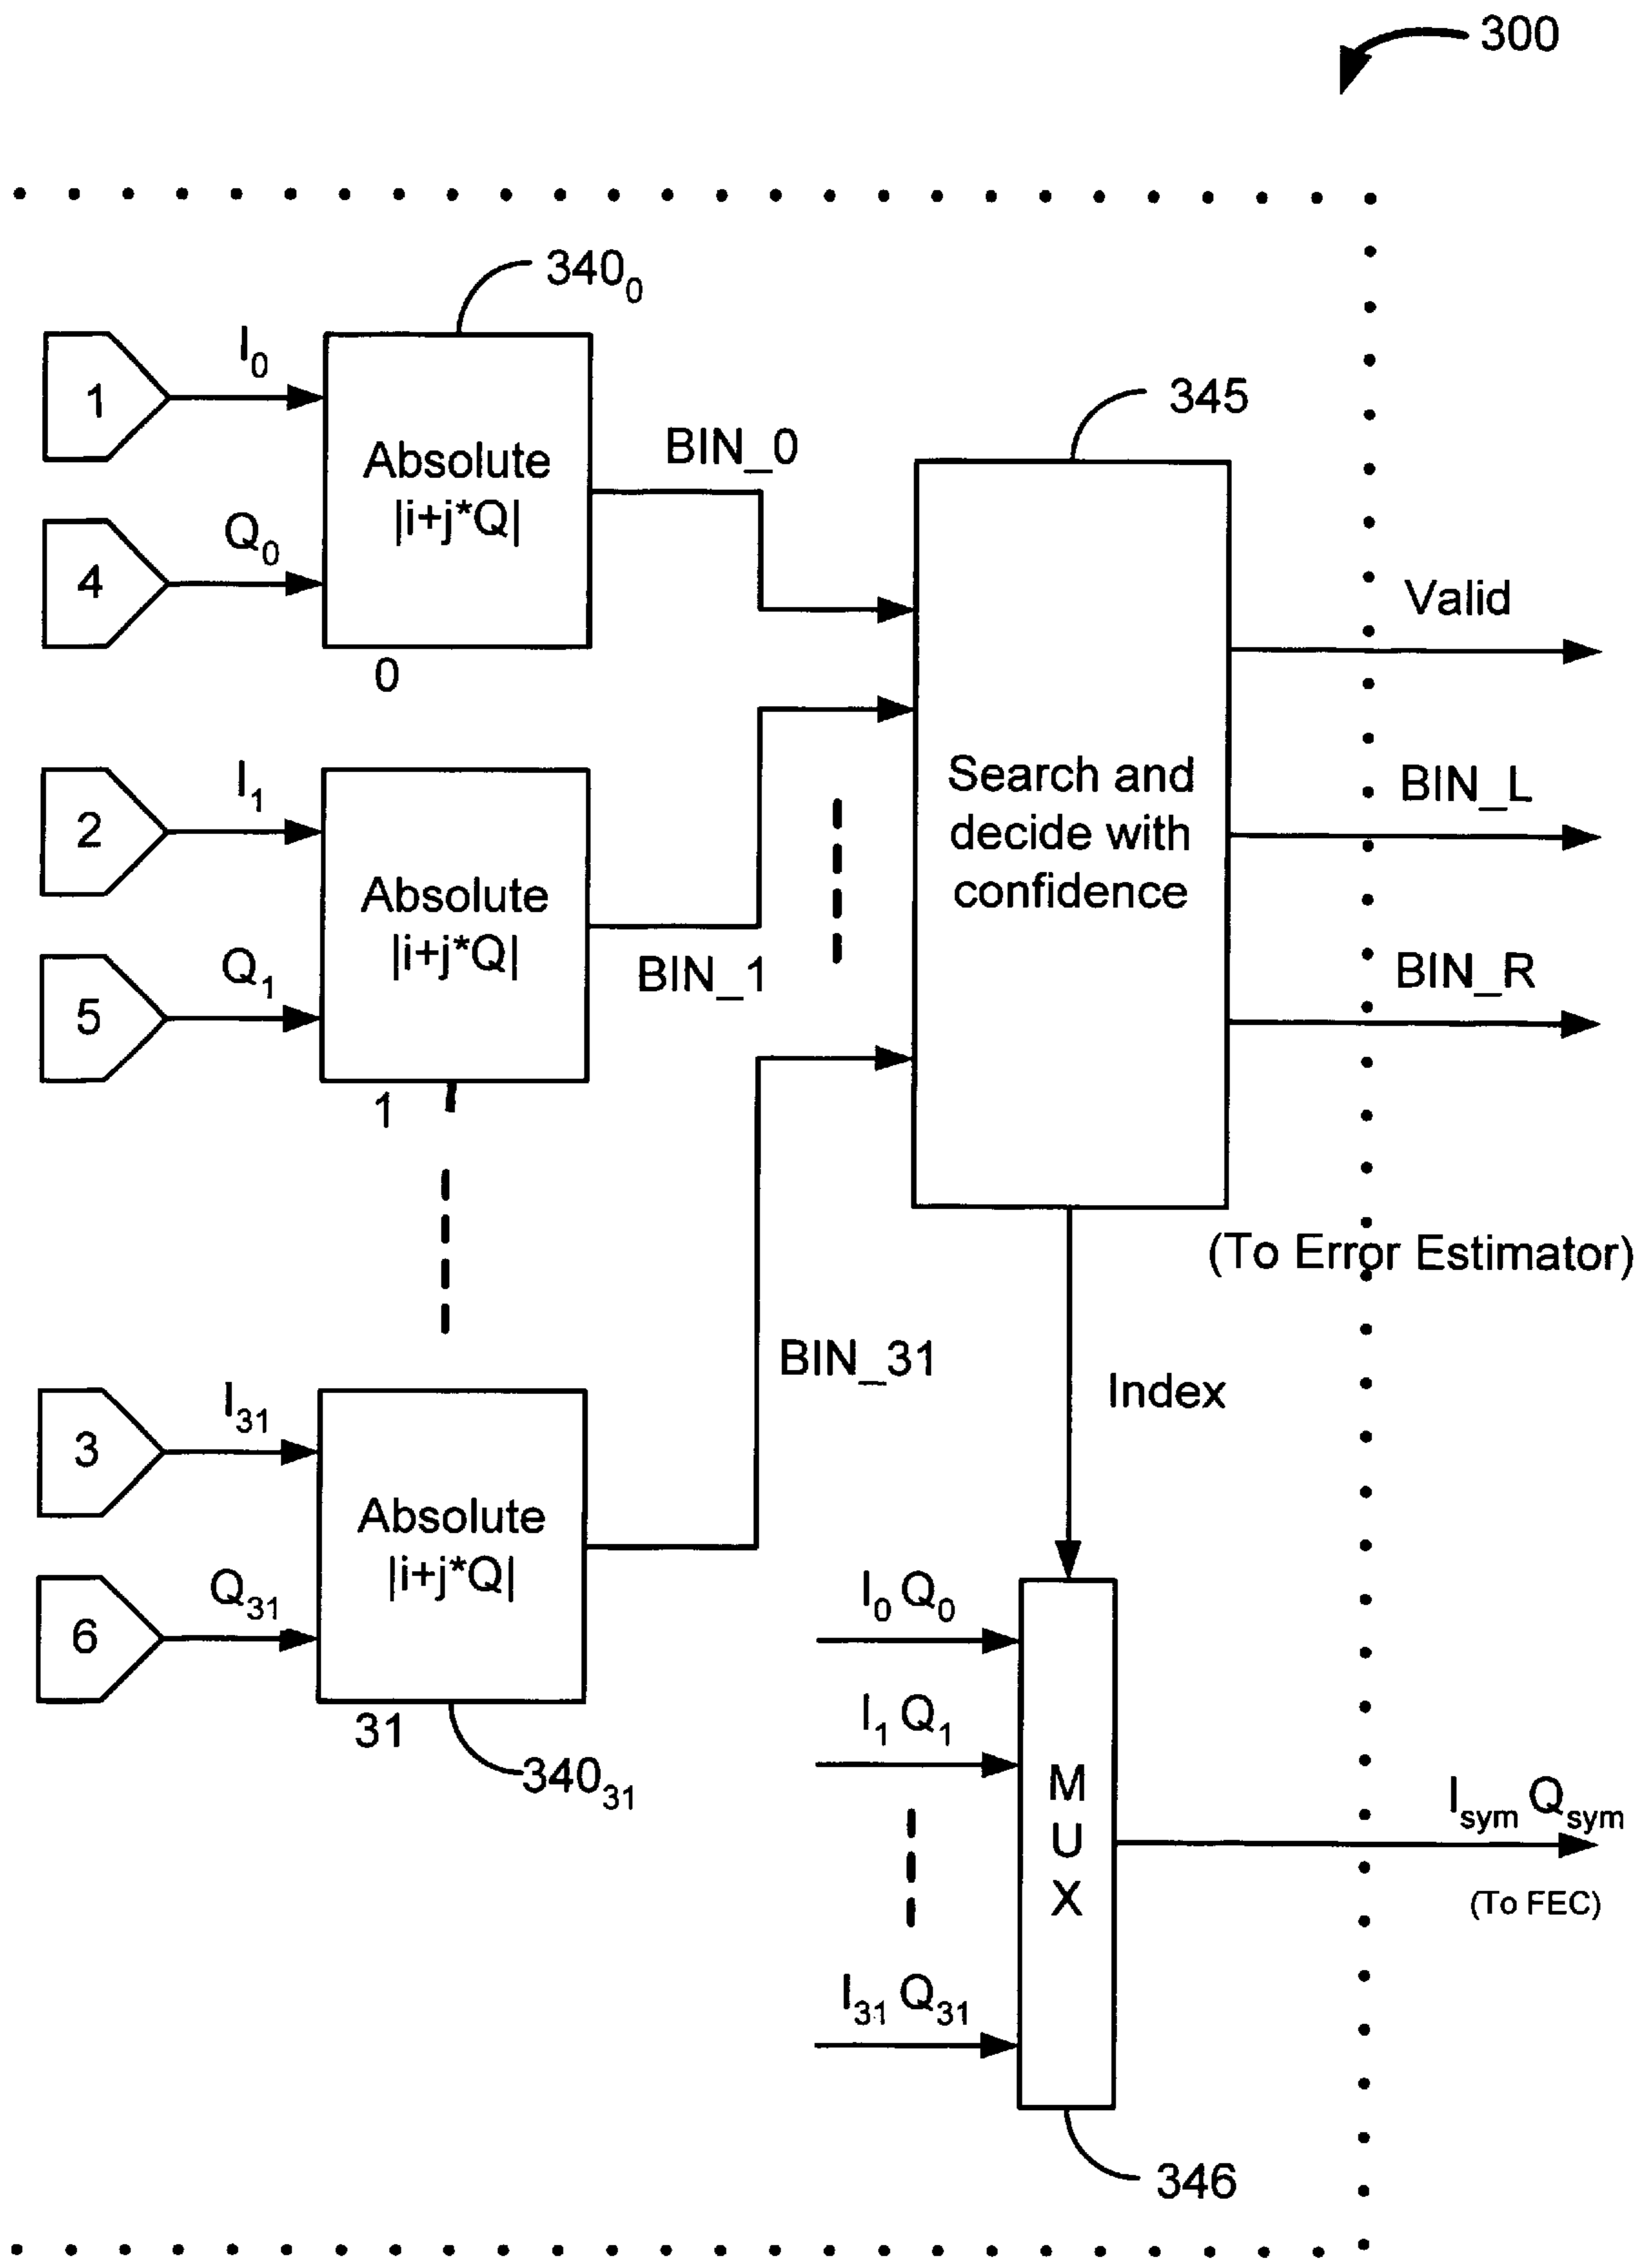 300
340₀
1
I₀
Absolute
|i+j*Q|
4
Q₀
0
BIN_0
345
Search and
decide with
confidence
Valid
BIN_L
BIN_R
(To Error Estimator)
2
I₁
Absolute
|i+j*Q|
5
Q₁
1
BIN_1
3
I₃₁
Absolute
|i+j*Q|
6
Q₃₁
31
340₃₁
BIN_31
Index
I₀ Q₀
I₁ Q₁
I₃₁ Q₃₁
M
U
X
346
Isym Qsym
(To FEC)